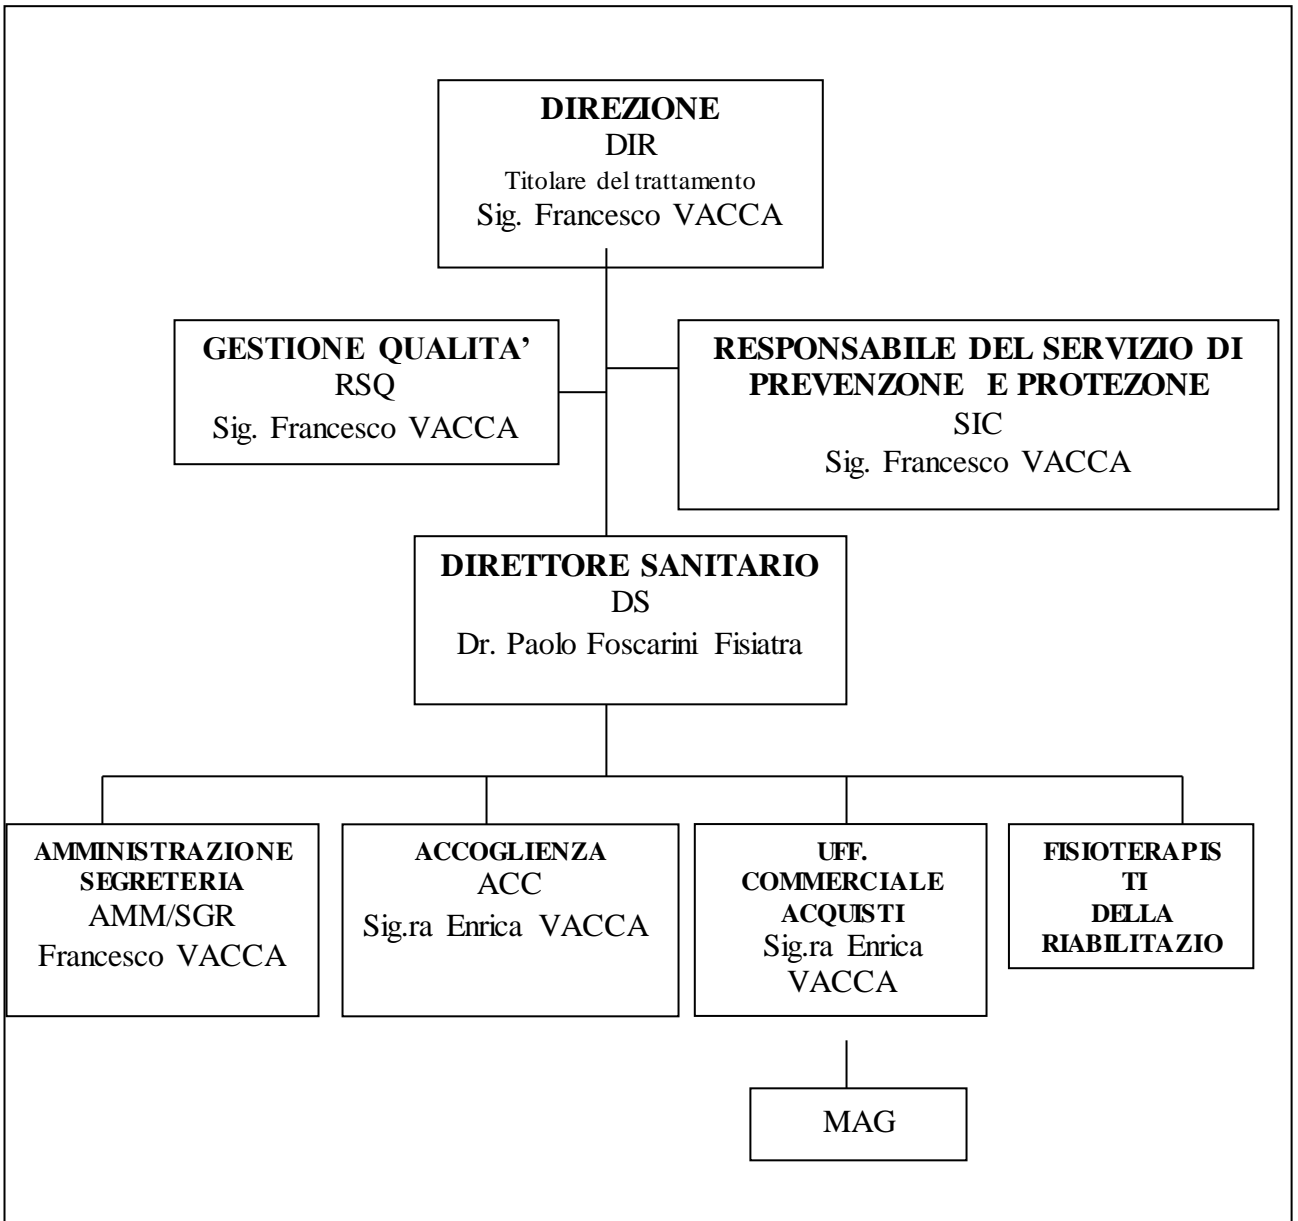 DIREZIONE
DIR
Titolare del trattamento
Sig. Francesco VACCA
GESTIONE QUALITA’
RSQ
Sig. Francesco VACCA
RESPONSABILE DEL SERVIZIO DI
PREVENZONE E PROTEZONE
SIC
Sig. Francesco VACCA
DIRETTORE SANITARIO
DS
Dr. Paolo Foscarini Fisiatra
AMMINISTRAZIONE
SEGRETERIA
AMM/SGR
Francesco VACCA
ACCOGLIENZA
ACC
Sig.ra Enrica VACCA
UFF.
COMMERCIALE
ACQUISTI
Sig.ra Enrica
VACCA
FISIOTERAPIS
TI
DELLA
RIABILITAZIO
MAG